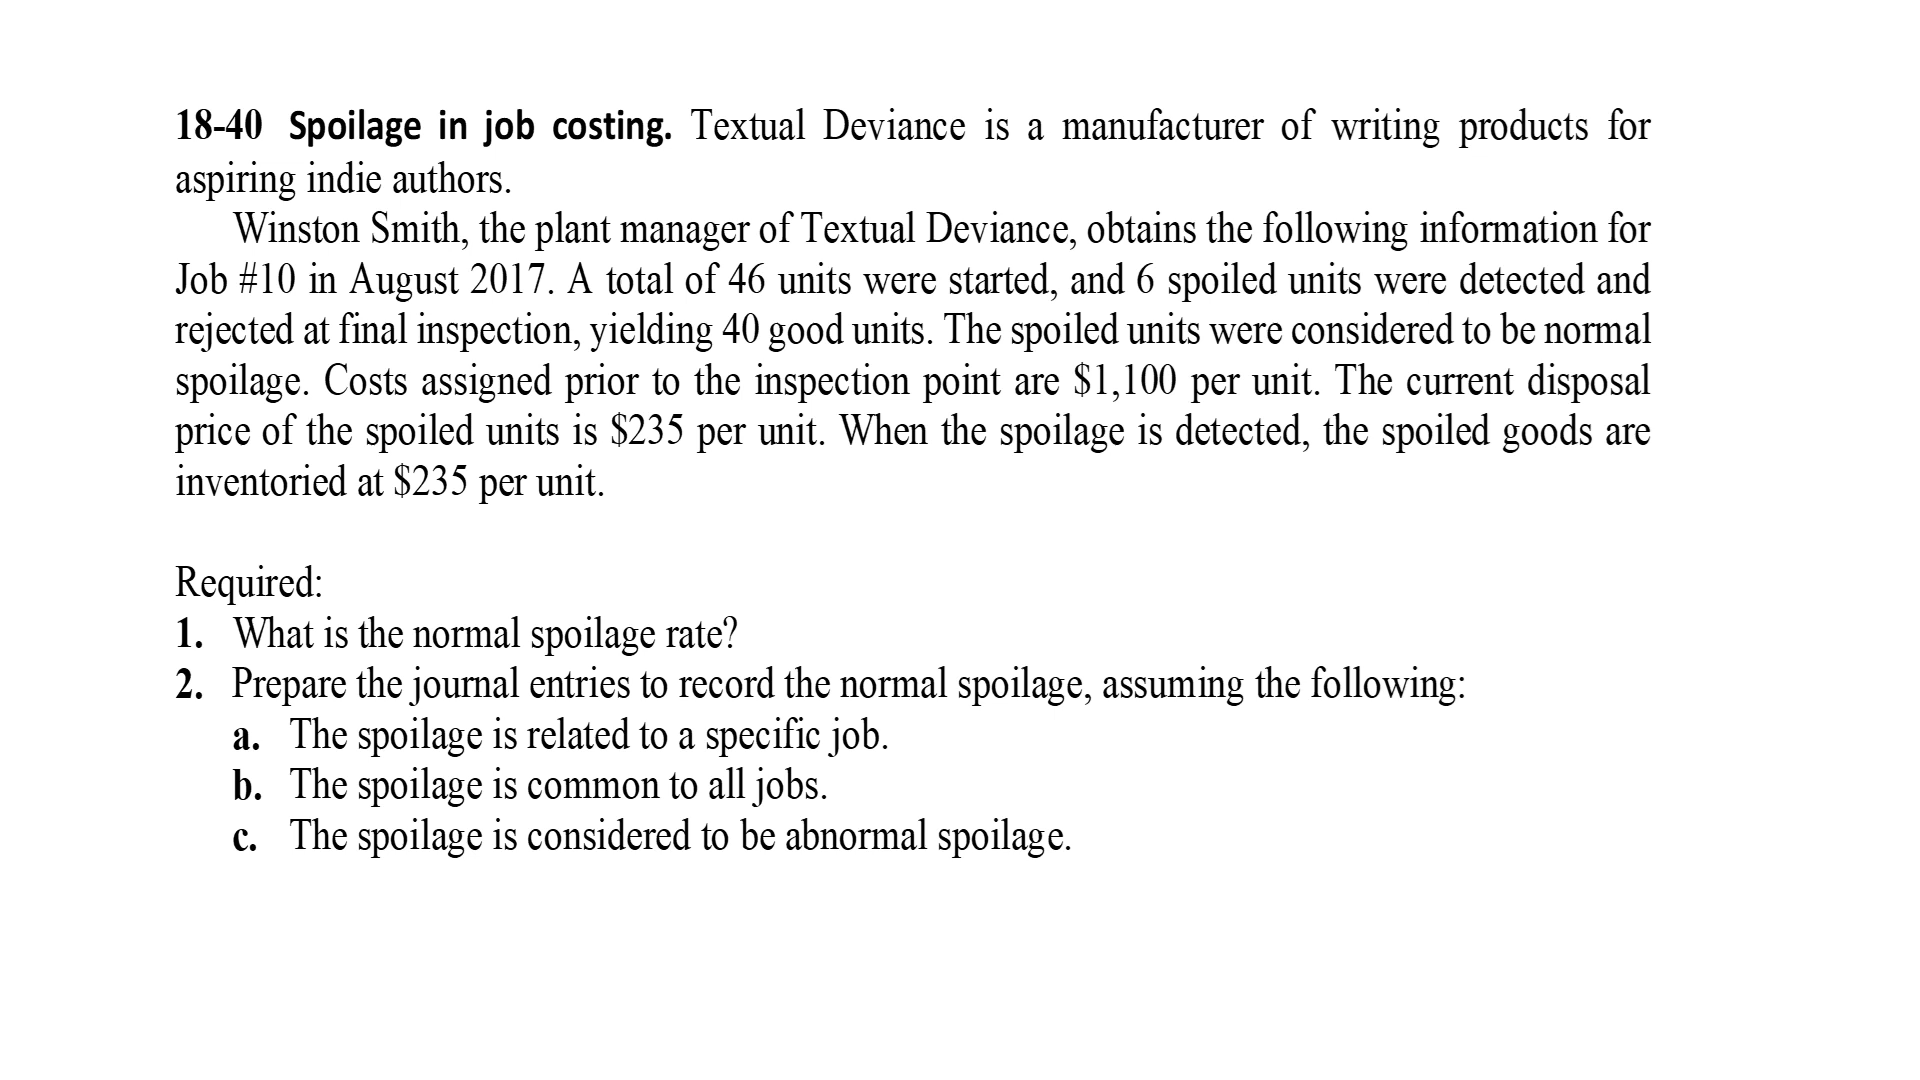 18-40 Spoilage in job costing. Textual Deviance is a manufacturer of writing products for
aspiring indie authors.
Winston Smith, the plant manager of Textual Deviance, obtains the following information for
Job #10 in August 2017. A total of 46 units were started, and 6 spoiled units were detected and
rejected at final inspection, yielding 40 good units. The spoiled units were considered to be normal
spoilage. Costs assigned prior to the inspection point are $1,100 per unit. The current disposal
price of the spoiled units is $235 per unit. When the spoilage is detected, the spoiled goods are
inventoried at $235 per unit.
Required:
1. What is the normal spoilage rate?
2. Prepare the journal entries to record the normal spoilage, assuming the following:
a. The spoilage is related to a specific job.
b. The spoilage is common to all jobs.
c. The spoilage is considered to be abnormal spoilage.